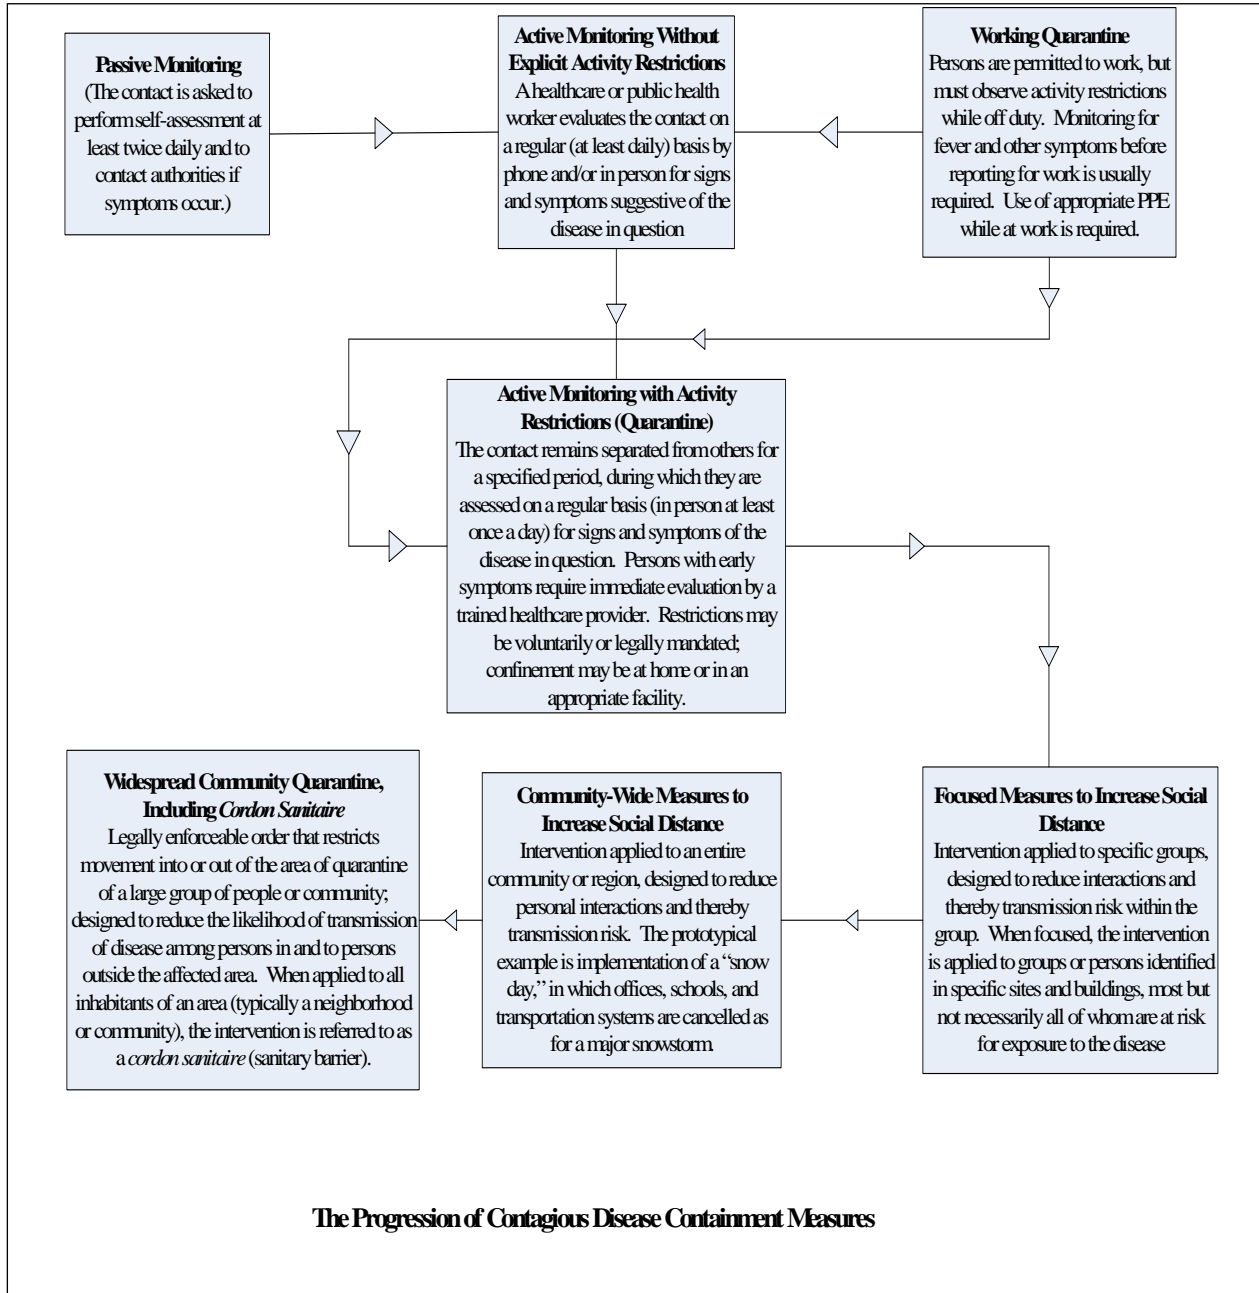 Passive Monitoring
(The contact is asked to
perform self-assessment at
least twice daily and to
contact authorities if
symptoms occur.)
Active Monitoring Without
Explicit Activity Restrictions
A healthcare or public health
worker evaluates the contact on
a regular (at least daily) basis by
phone and/or in person for signs
and symptoms suggestive of the
disease in question
Working Quarantine
Persons are permitted to work, but
must observe activity restrictions
while off duty. Monitoring for
fever and other symptoms before
reporting for work is usually
required. Use of appropriate PPE
while at work is required.
Active Monitoring with Activity
Restrictions (Quarantine)
The contact remains separated from others for
a specified period, during which they are
assessed on a regular basis (in person at least
once a day) for signs and symptoms of the
disease in question. Persons with early
symptoms require immediate evaluation by a
trained healthcare provider. Restrictions may
be voluntarily or legally mandated;
confinement may be at home or in an
appropriate facility.
Widespread Community Quarantine,
Including Cordon Sanitaire
Legally enforceable order that restricts
movement into or out of the area of quarantine
of a large group of people or community;
designed to reduce the likelihood of transmission
of disease among persons in and to persons
outside the affected area. When applied to all
inhabitants of an area (typically a neighborhood
or community), the intervention is referred to as
a cordon sanitaire (sanitary barrier).
Community-Wide Measures to
Increase Social Distance
Intervention applied to an entire
community or region, designed to reduce
personal interactions and thereby
transmission risk. The prototypical
example is implementation of a “snow
day,” in which offices, schools, and
transportation systems are cancelled as
for a major snowstorm.
Focused Measures to Increase Social
Distance
Intervention applied to specific groups,
designed to reduce interactions and
thereby transmission risk within the
group. When focused, the intervention
is applied to groups or persons identified
in specific sites and buildings, most but
not necessarily all of whom are at risk
for exposure to the disease
The Progression of Contagious Disease Containment Measures